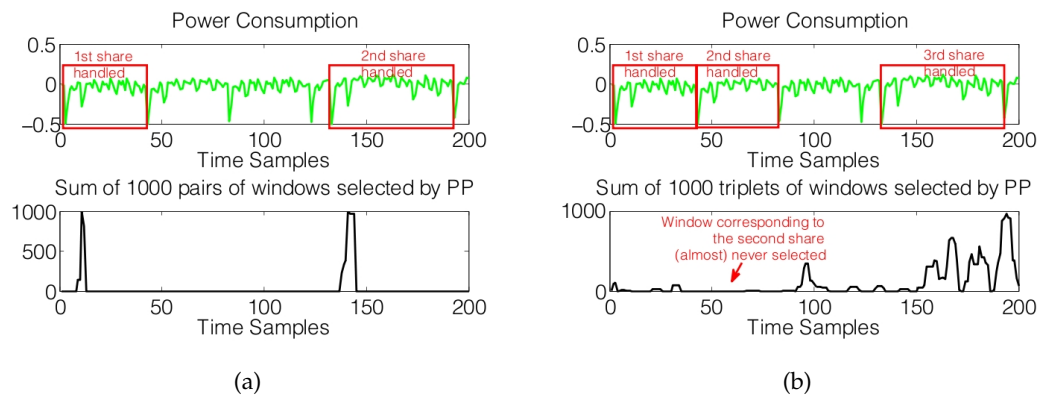 Power Consumption
0.5
0
−0.5
1st share
handled
2nd share
handled
0 50 100 150 200
Time Samples
Sum of 1000 pairs of windows selected by PP
1000
500
0
0 50 100 150 200
Time Samples
(a)
Power Consumption
0.5
0
−0.5
1st share
handled
2nd share
handled
3rd share
handled
0 50 100 150 200
Time Samples
Sum of 1000 triplets of windows selected by PP
1000
0
Window corresponding to
the second share
(almost) never selected
0 50 100 150 200
Time Samples
(b)